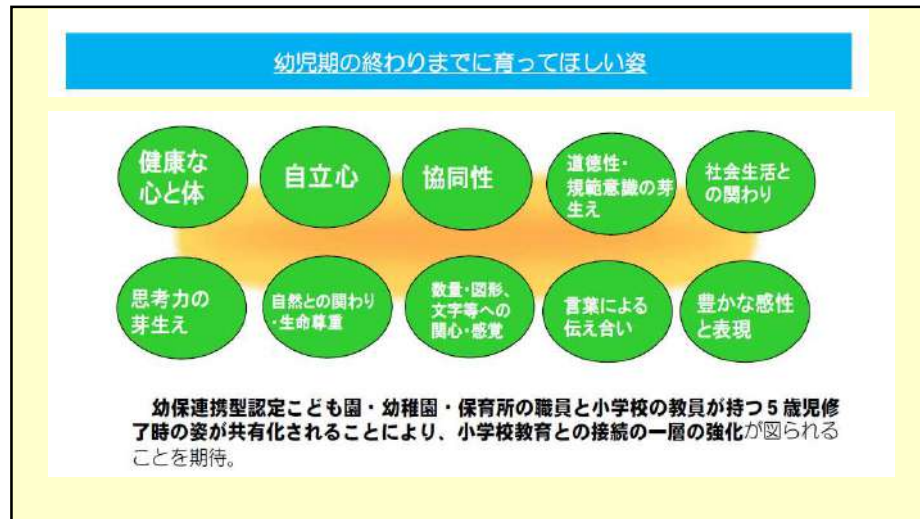 幼児期の終わりまでに育ってほしい姿
健康な
心と体
自立心
協同性
道徳性・
規範意識の芽
生え
社会生活と
の関わり
思考力の
芽生え
自然との関わり
・生命尊重
数量・図形、
文字等への
関心・感覚
言葉による
伝え合い
豊かな感性
と表現
幼保連携型認定こども園・幼稚園・保育所の職員と小学校の教員が持つ5歳児修
了時の姿が共有化されることにより、小学校教育との接続の一層の強化が図られる
ことを期待。